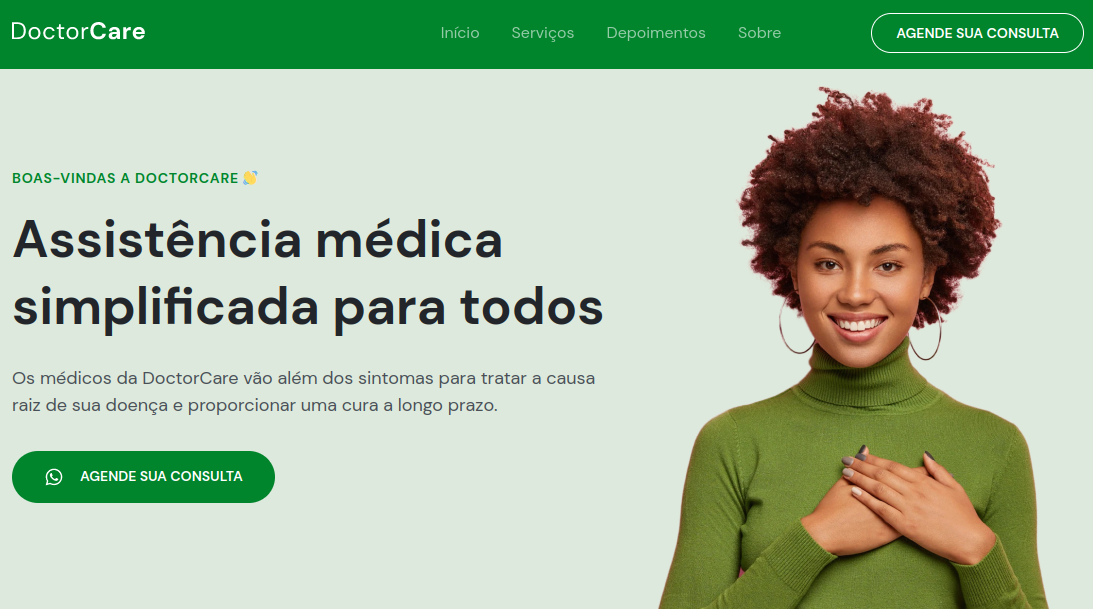 DoctorCare
Início Serviços Depoimentos Sobre
AGENDE SUA CONSULTA
BOAS-VINDAS A DOCTORCARE 👋
Assistência médica
simplificada para todos
Os médicos da DoctorCare vão além dos sintomas para tratar a causa
raiz de sua doença e proporcionar uma cura a longo prazo.
AGENDE SUA CONSULTA